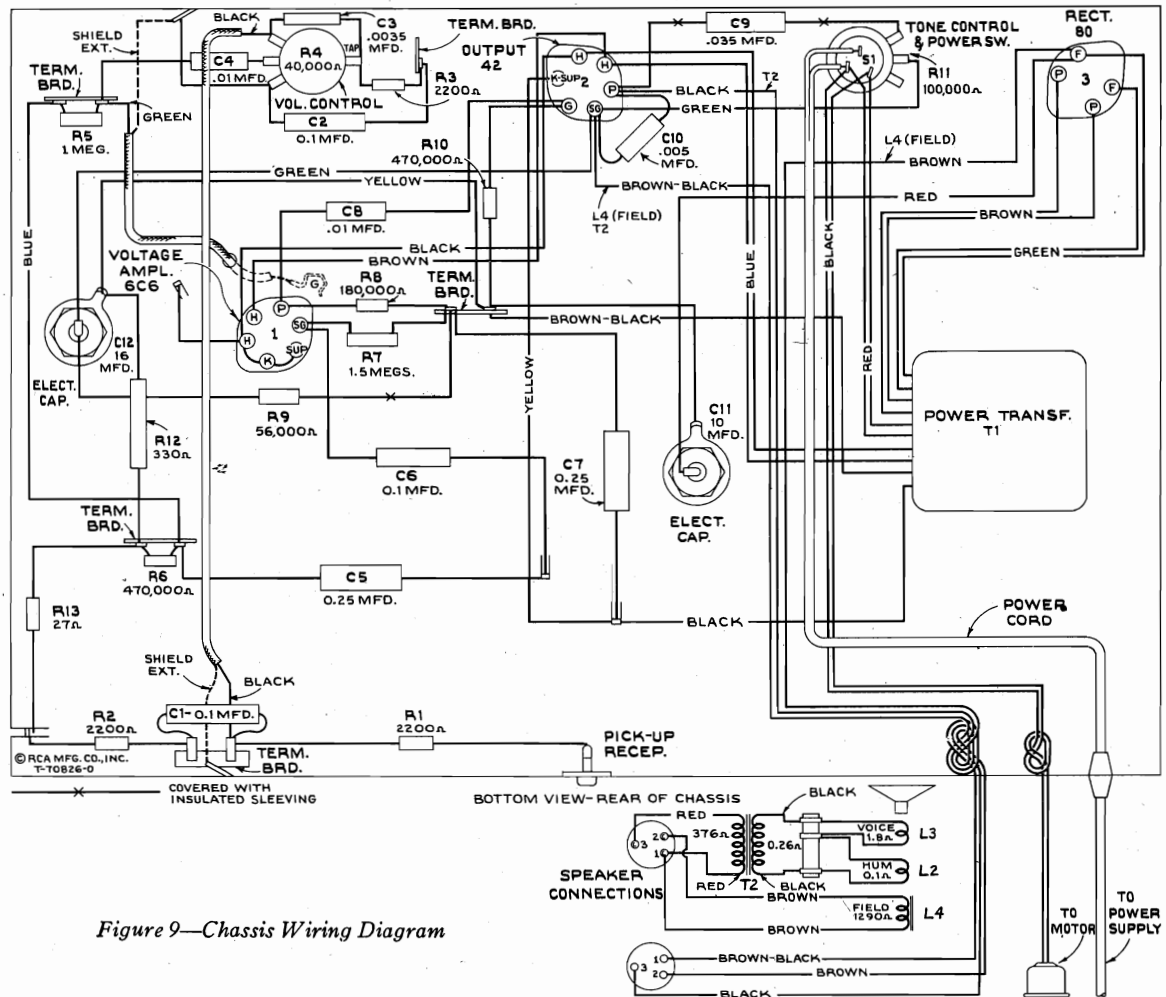 BLACK
C3
.0035
MFD.
TERM. BRD.
C9
.035 MFD.
TONE CONTROL
& POWER SW.
RECT.
80
SHIELD
EXT.
R4
40,000Ω
TAP
VOL. CONTROL
OUTPUT
42
H
H
K-SUP
2
P
G
SG
S1
R11
100,000Ω
F
P
3
F
P
TERM.
BRD.
C4
.01 MFD.
R3
2200Ω
T2
BLACK
GREEN
R5
1 MEG.
GREEN
C2
0.1 MFD.
R10
470,000Ω
C10
.005
MFD.
L4 (FIELD)
BROWN
GREEN
YELLOW
BROWN-BLACK
L4 (FIELD)
T2
RED
BROWN
C8
.01 MFD.
BLUE
BLACK
BROWN
BLUE
BLACK
GREEN
VOLTAGE
AMPL.
6C6
G
R8
180,000Ω
TERM.
BRD.
BROWN-BLACK
H
P
SG
1
H
K
SUP
R7
1.5 MEGS.
C12
16
MFD.
ELECT.
CAP.
R9
56,000Ω
YELLOW
RED
POWER TRANSF.
T1
R12
330Ω
C11
10
MFD.
C6
0.1 MFD.
C7
0.25
MFD.
ELECT.
CAP.
TERM.
BRD.
R6
470,000Ω
C5
0.25 MFD.
R13
27Ω
BLACK
POWER
CORD
SHIELD
EXT.
BLACK
C1-0.1 MFD.
R2
2200Ω
R1
2200Ω
PICK-UP
RECEP.
TERM.
BRD.
© RCA MFG. CO., INC.
T-70826-0
COVERED WITH
INSULATED SLEEVING
BOTTOM VIEW-REAR OF CHASSIS
BLACK
RED
376Ω
0.26Ω
VOICE
1.8Ω
L3
2
3
1
SPEAKER
CONNECTIONS
RED
T2
BLACK
HUM
0.1Ω
L2
BROWN
FIELD
1290Ω
L4
BROWN
TO
MOTOR
TO
POWER
SUPPLY
Figure 9—Chassis Wiring Diagram
1
BROWN-BLACK
3
2
BROWN
BLACK